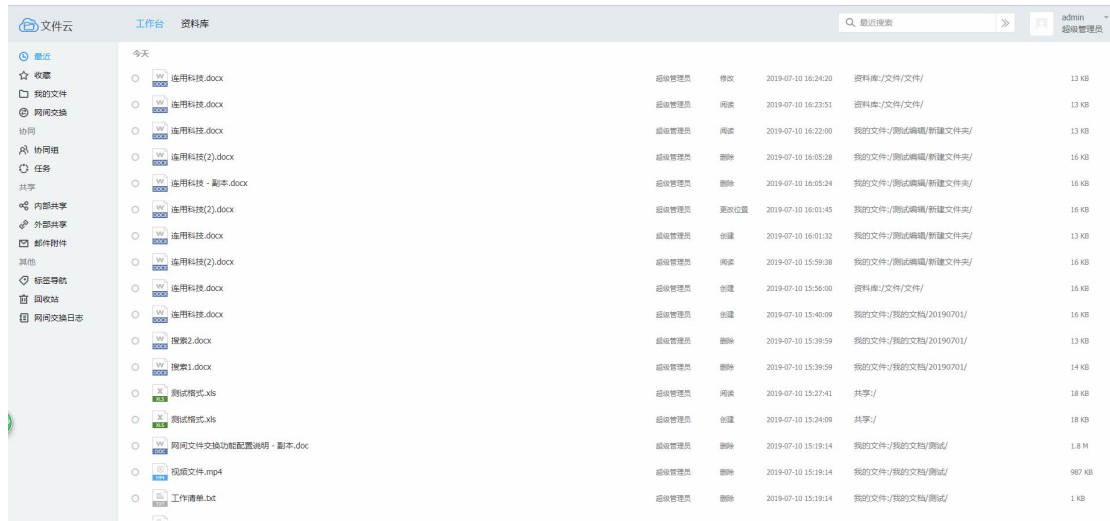 文件云 工作台 资料库 最近搜索 admin
超级管理员
最近 今天
收藏
我的文件
网间交换
协同
协同组
任务
共享
内部共享
外部共享
邮件附件
其他
标签导航
回收站
网间交换日志
连用科技.docx 超级管理员 修改 2019-07-10 16:24:20 资料库:/文件/文件/ 13 KB
连用科技.docx 超级管理员 阅读 2019-07-10 16:23:51 资料库:/文件/文件/ 13 KB
连用科技.docx 超级管理员 阅读 2019-07-10 16:22:00 我的文件:/测试编辑/新建文件夹/ 13 KB
连用科技(2).docx 超级管理员 删除 2019-07-10 16:05:28 我的文件:/测试编辑/新建文件夹/ 16 KB
连用科技 - 副本.docx 超级管理员 删除 2019-07-10 16:05:24 我的文件:/测试编辑/新建文件夹/ 16 KB
连用科技(2).docx 超级管理员 更改位置 2019-07-10 16:01:45 我的文件:/测试编辑/新建文件夹/ 16 KB
连用科技.docx 超级管理员 创建 2019-07-10 16:01:32 我的文件:/测试编辑/新建文件夹/ 13 KB
连用科技(2).docx 超级管理员 阅读 2019-07-10 15:59:38 我的文件:/测试编辑/新建文件夹/ 16 KB
连用科技.docx 超级管理员 创建 2019-07-10 15:56:00 资料库:/文件/文件/ 16 KB
连用科技.docx 超级管理员 创建 2019-07-10 15:40:09 我的文件:/我的文档/20190701/ 16 KB
搜索2.docx 超级管理员 删除 2019-07-10 15:39:59 我的文件:/我的文档/20190701/ 13 KB
搜索1.docx 超级管理员 删除 2019-07-10 15:39:59 我的文件:/我的文档/20190701/ 14 KB
测试格式.xls 超级管理员 阅读 2019-07-10 15:27:41 共享:/ 18 KB
测试格式.xls 超级管理员 创建 2019-07-10 15:24:09 共享:/ 18 KB
网间文件交换功能配置说明 - 副本.doc 超级管理员 删除 2019-07-10 15:19:14 我的文件:/我的文档/测试/ 1.8 M
视频文件.mp4 超级管理员 删除 2019-07-10 15:19:14 我的文件:/我的文档/测试/ 987 KB
工作清单.txt 超级管理员 删除 2019-07-10 15:19:14 我的文件:/我的文档/测试/ 1 KB